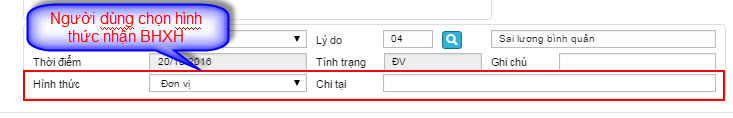 Người dùng chọn hình
thức nhận BHXH
Lý do 04 Sai lương bình quân
Thời điểm 20/10/2016 Tình trạng ĐV Ghi chú
Hình thức Đơn vị Chi tại